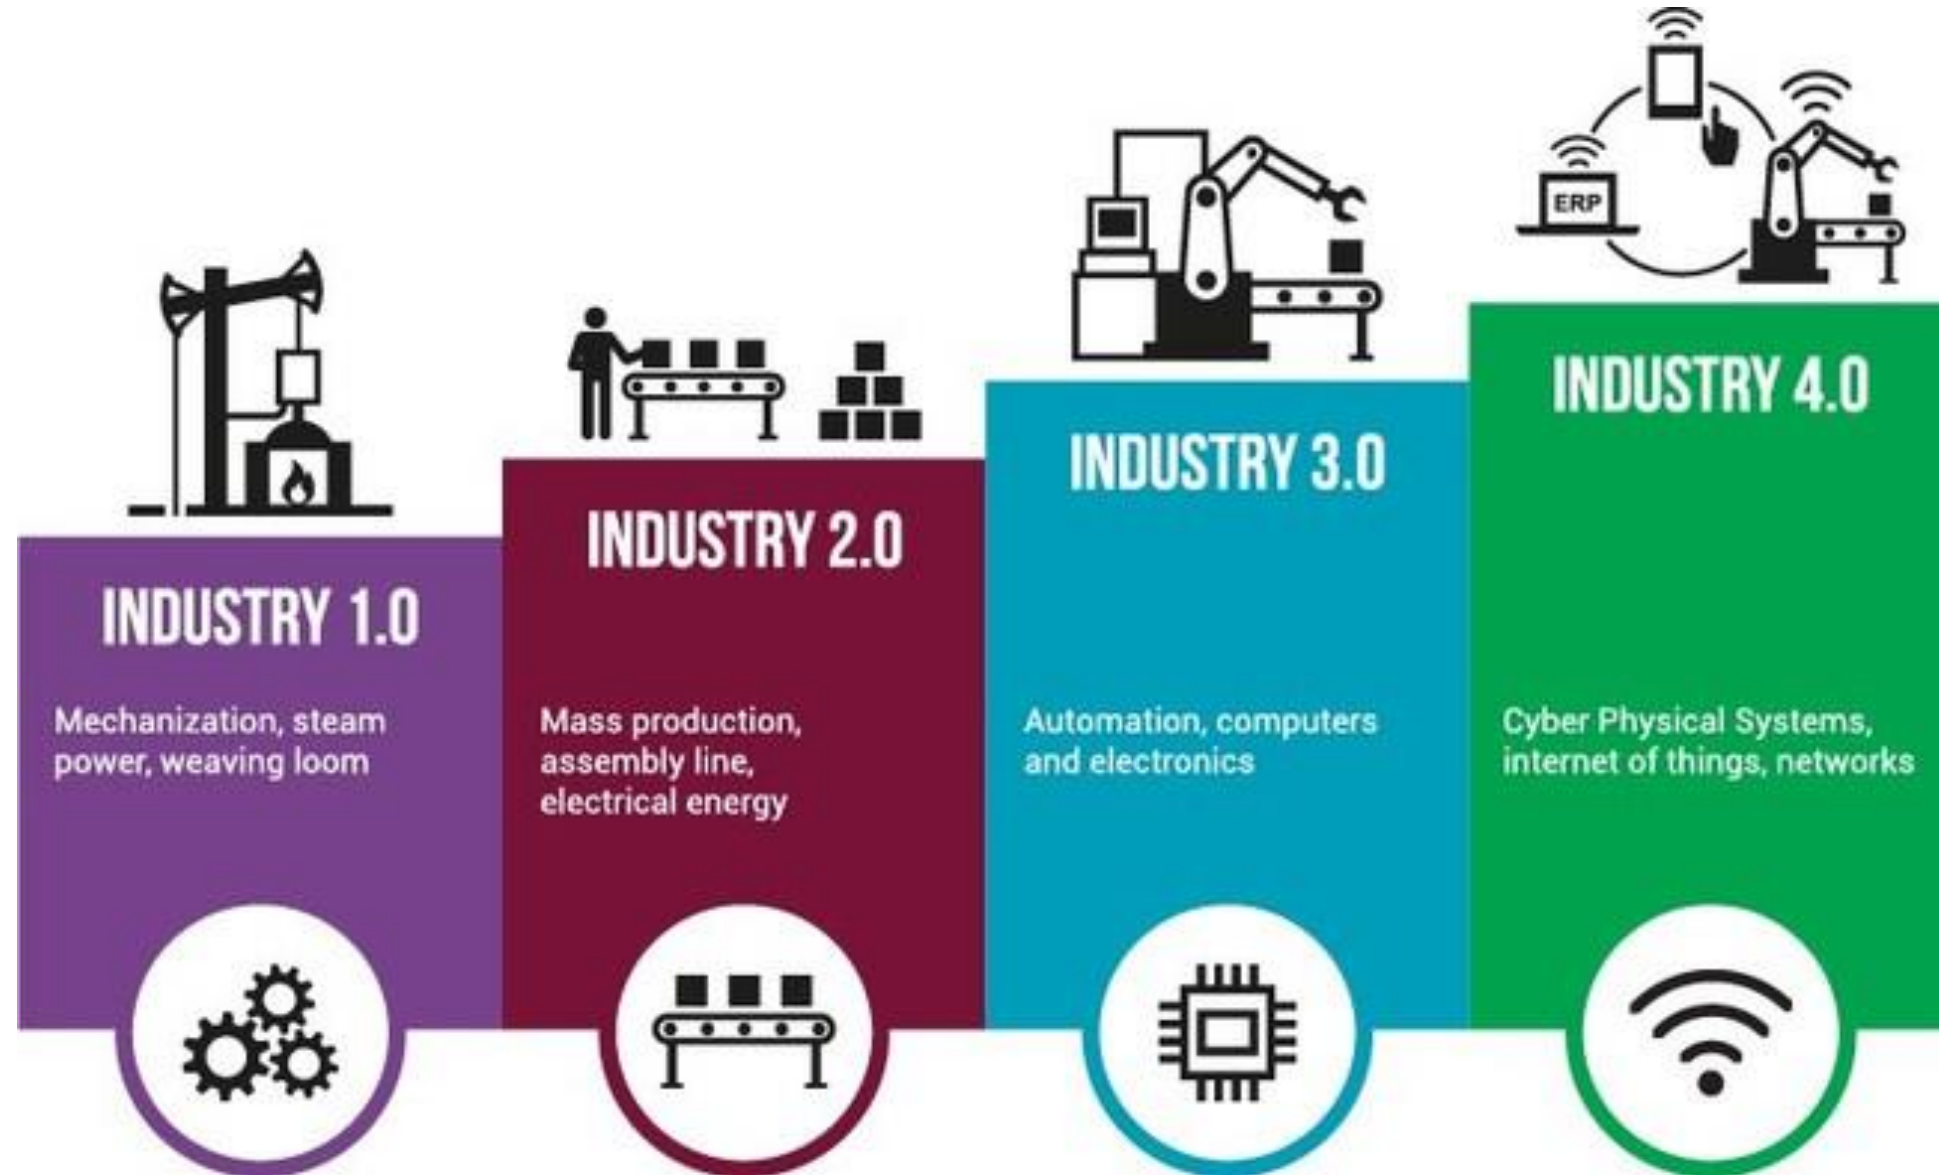 INDUSTRY 1.0
Mechanization, steam
power, weaving loom
INDUSTRY 2.0
Mass production,
assembly line,
electrical energy
INDUSTRY 3.0
Automation, computers
and electronics
ERP
INDUSTRY 4.0
Cyber Physical Systems,
internet of things, networks